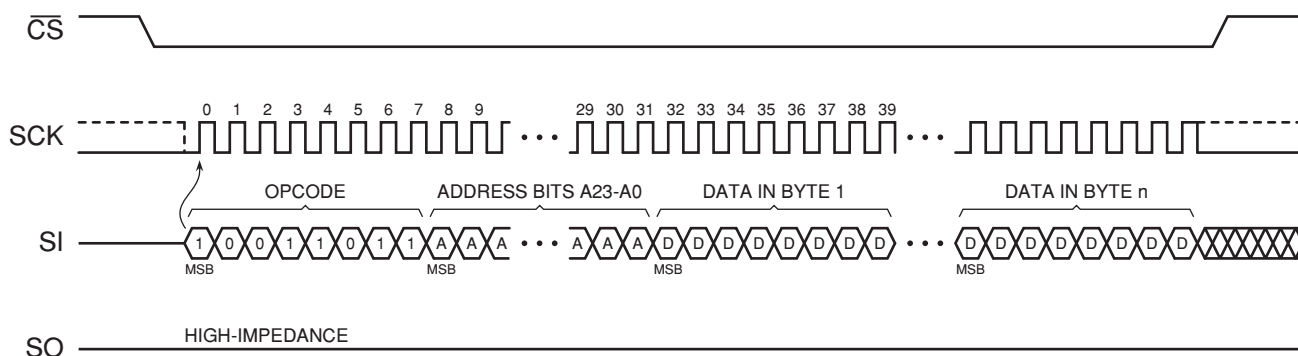 CS
0 1 2 3 4 5 6 7 8 9 29 30 31 32 33 34 35 36 37 38 39
SCK
OPCODE ADDRESS BITS A23-A0 DATA IN BYTE 1 DATA IN BYTE n
SI 1 0 0 1 1 0 1 1 A A A A A A D D D D D D D D D D D D D D D D
MSB MSB MSB MSB
HIGH-IMPEDANCE
SO